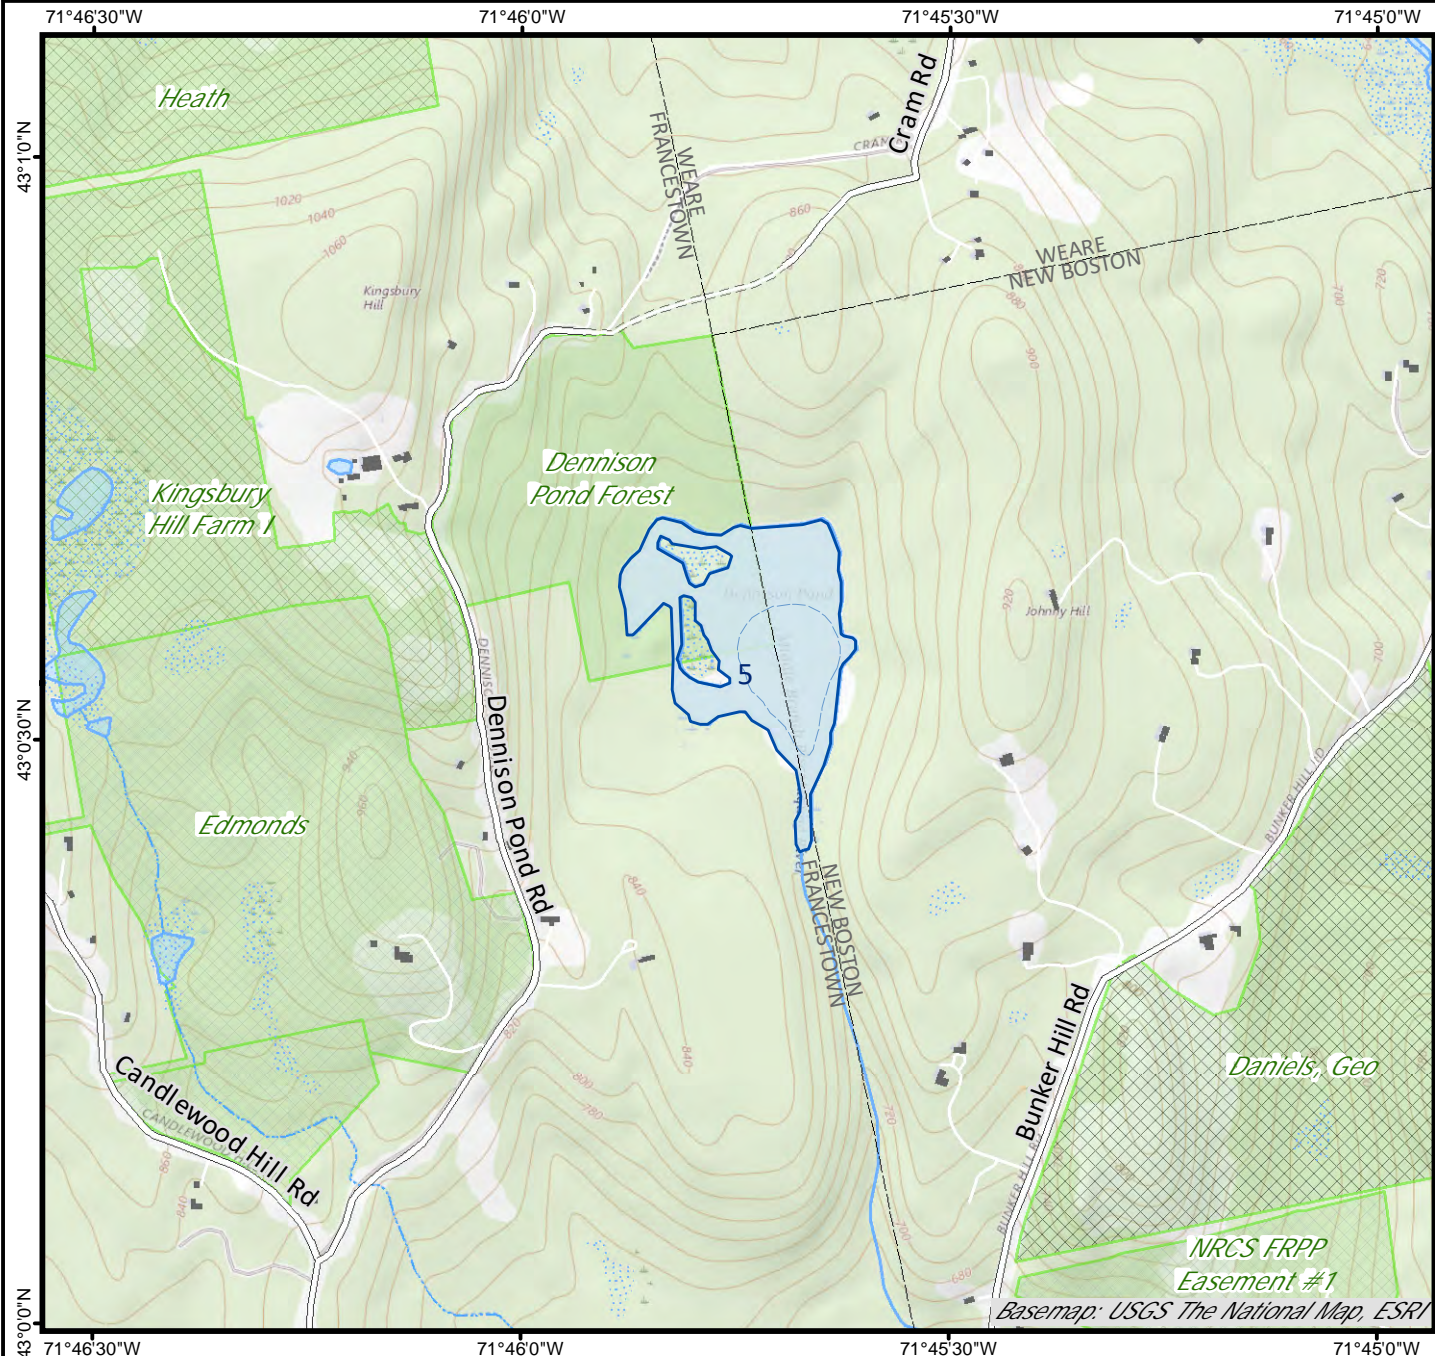 71°46'30"W
71°46'0"W
71°45'30"W
71°45'0"W
43°1'0"N
43°0'30"N
43°0'0"N
Heath
Cram Rd
WEARE
FRANCESTOWN
1020
1040
1060
860
Kingsbury
Hill
WEARE
NEW BOSTON
880
900
700
720
Dennison
Pond Forest
Kingsbury
Hill Farm I
Dennison Pond
5
920
Johnny Hill
700
Dennison Pond Rd
940
960
Edmonds
BUNKER HILL RD
840
NEW BOSTON
FRANCESTOWN
820
840
800
780
720
Bunker Hill Rd
Daniels, Geo
Candlewood Hill Rd
860
840
700
680
NRCS FRPP
Easement #1
Basemap: USGS The National Map, ESRI
71°46'30"W
71°46'0"W
71°45'30"W
71°45'0"W